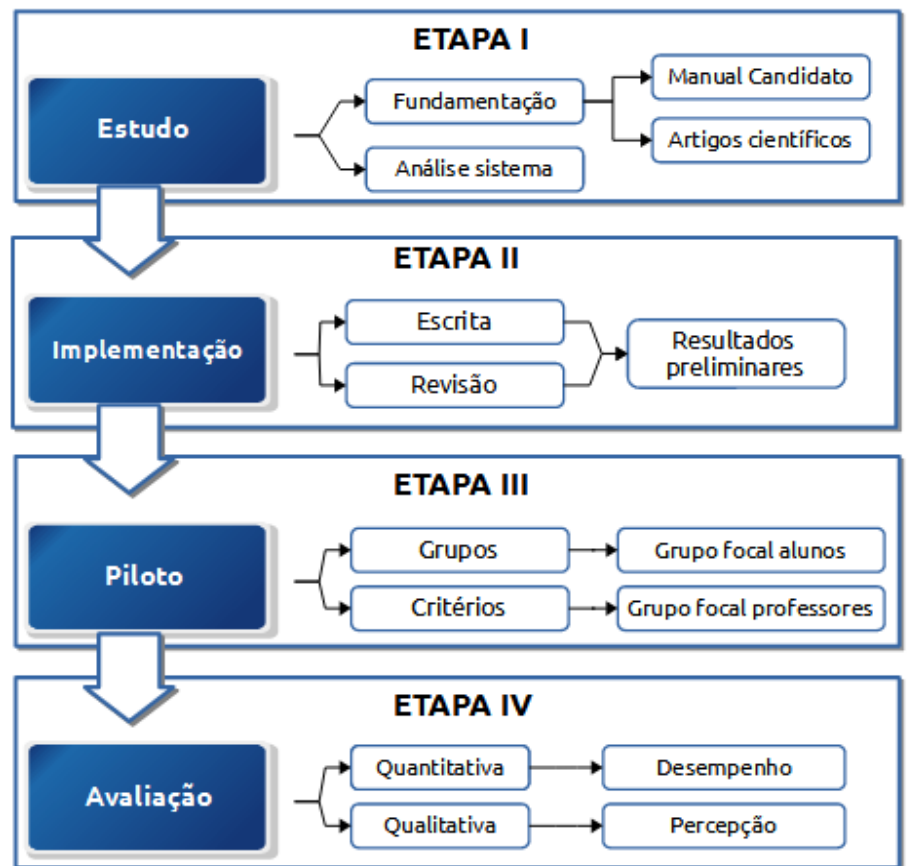 ETAPA I
Estudo
Fundamentação
Análise sistema
Manual Candidato
Artigos científicos
ETAPA II
Implementação
Escrita
Revisão
Resultados
preliminares
ETAPA III
Piloto
Grupos
Grupo focal alunos
Critérios
Grupo focal professores
ETAPA IV
Avaliação
Quantitativa
Desempenho
Qualitativa
Percepção